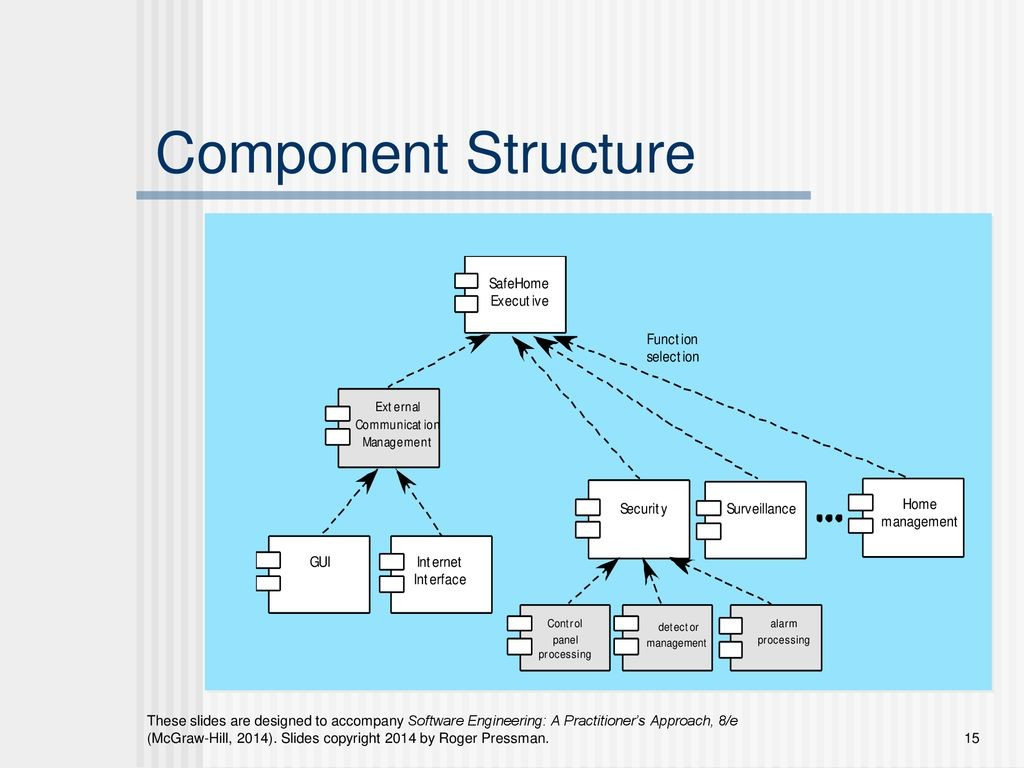 Component Structure
SafeHome
Executive
Function
selection
External
Communication
Management
Security
Surveillance
Home
management
GUI
Internet
Interface
Control
panel
processing
detector
management
alarm
processing
These slides are designed to accompany Software Engineering: A Practitioner's Approach, 8/e
(McGraw-Hill, 2014). Slides copyright 2014 by Roger Pressman.
15